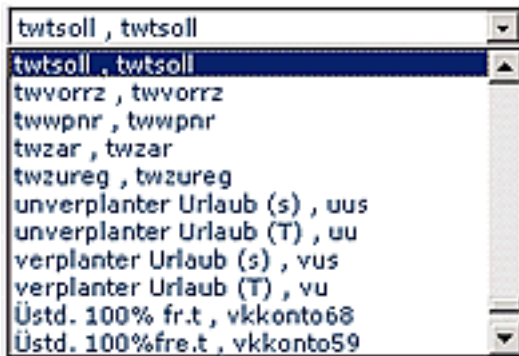 twtsoll , twtsoll
twtsoll , twtsoll
twvorrz , twvorrz
twwpnr , twwpnr
twzar , twzar
twzureg , twzureg
unverplanter Urlaub (s) , uus
unverplanter Urlaub (T) , uu
verplanter Urlaub (s) , vus
verplanter Urlaub (T) , vu
Üstd. 100% fr.t , vkkonto68
Üstd. 100%fre.t , vkkonto59